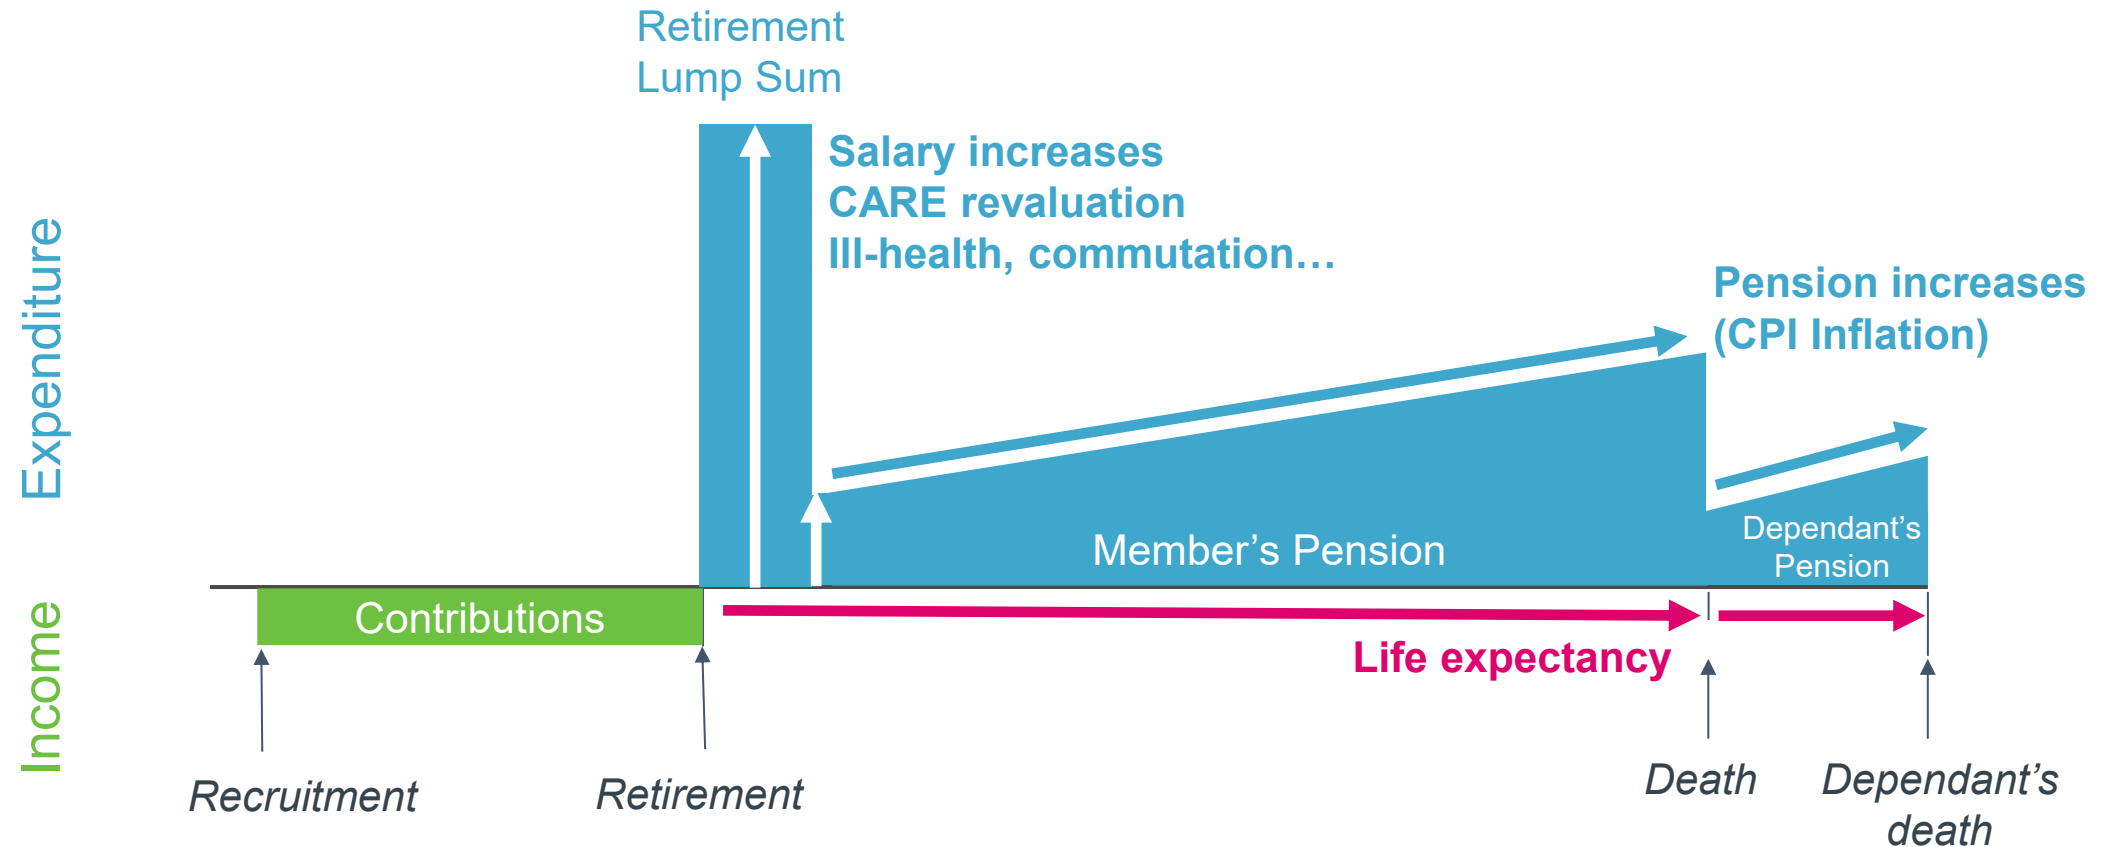 Retirement
Lump Sum
Salary increases
CARE revaluation
Ill-health, commutation…
Pension increases
(CPI Inflation)
Expenditure
Member’s Pension
Dependant’s
Pension
Income
Contributions
Life expectancy
Recruitment
Retirement
Death
Dependant’s
death